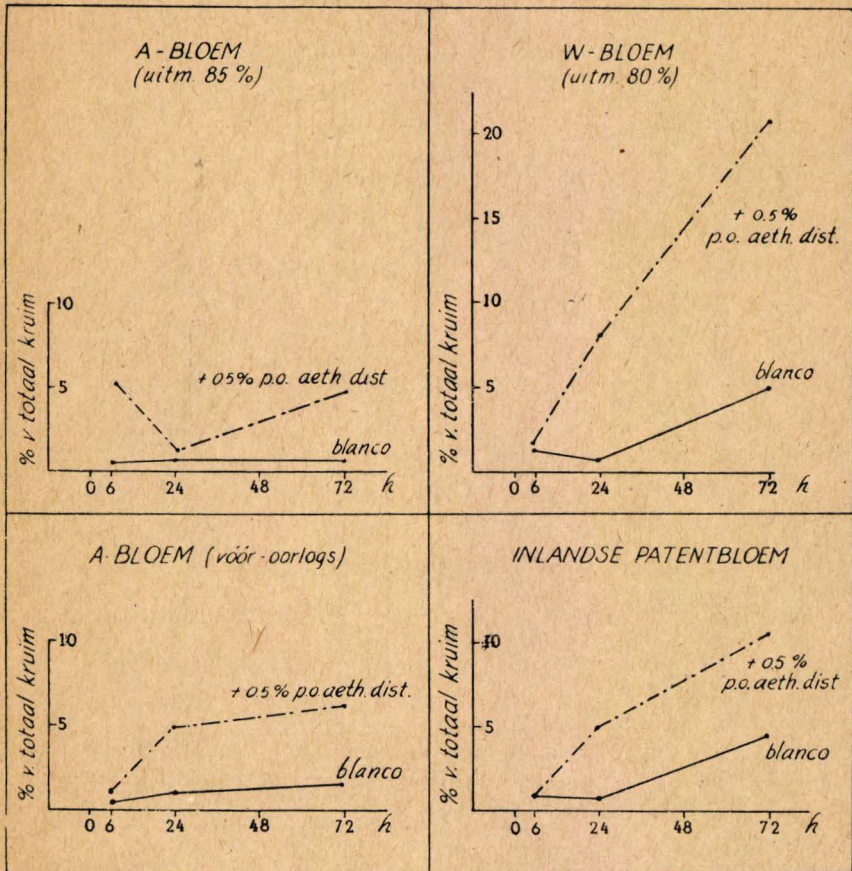 A-BLOEM
(uitm. 85 %)
10
5
% v totaal kruim
+ 05% p.o. aeth dist
blanco
0 6 24 48 72 h
W-BLOEM
(uitm. 80 %)
20
15
10
5
% v. totaal kruim
+ 0.5%
p.o. aeth. dist.
blanco
0 6 24 48 72 h
A-BLOEM (vóór-oorlogs)
10
5
% v. totaal kruim
+ 0.5% p.o. aeth. dist.
blanco
0 6 24 48 72 h
INLANDSE PATENTBLOEM
10
5
% v. totaal kruim
+ 0.5 %
p.o. aeth. dist
blanco
0 6 24 48 72 h